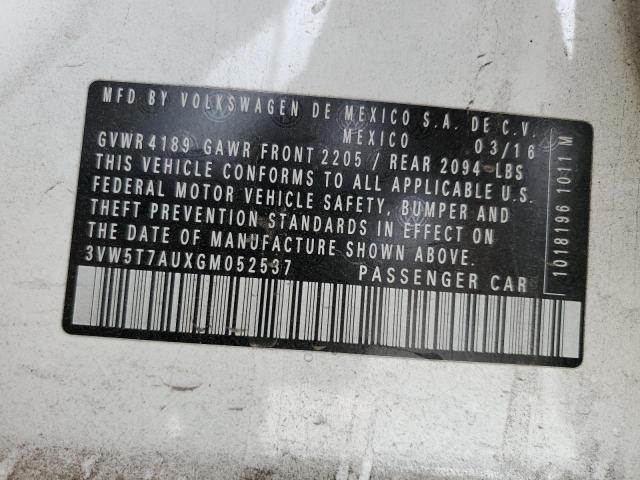 MFD BY VOLKSWAGEN DE MEXICO S.A. DE C.V.
MEXICO 03/16
GVWR 4189 GAWR FRONT 2205 / REAR 2094 LBS
THIS VEHICLE CONFORMS TO ALL APPLICABLE U.S.
FEDERAL MOTOR VEHICLE SAFETY, BUMPER AND
THEFT PREVENTION STANDARDS IN EFFECT ON
THE DATE OF MANUFACTURE SHOWN ABOVE.
3VW5T7AUXGM052537 PASSENGER CAR
1018196 1011 M